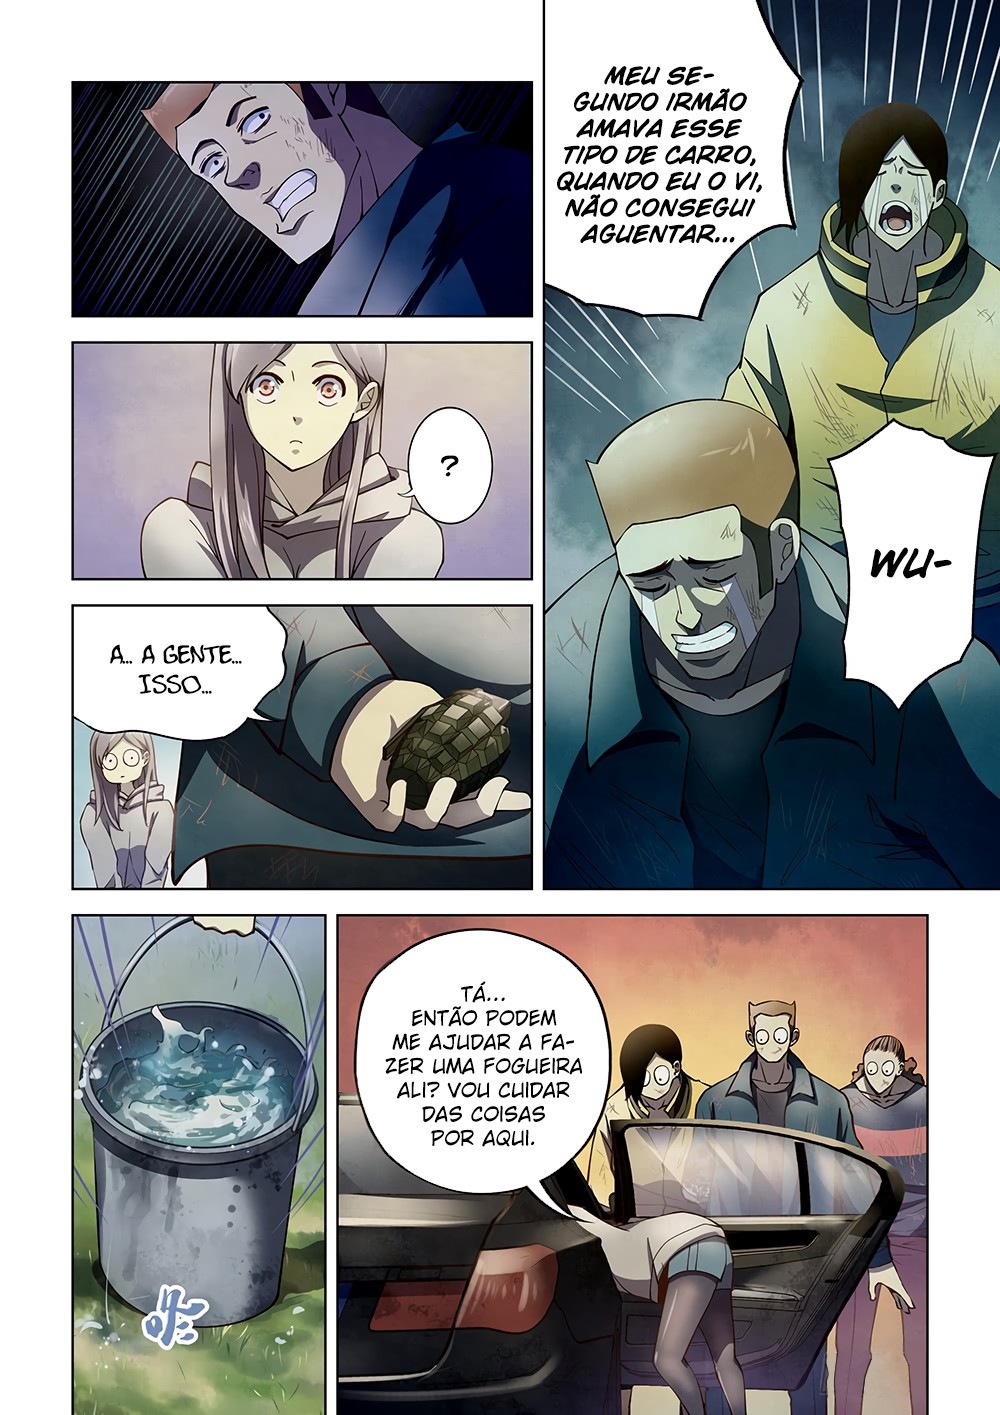 MEU SE-
GUNDO IRMÃO
AMAVA ESSE
TIPO DE CARRO,
QUANDO EU O VI,
NÃO CONSEGUI
AGUENTAR...
WU-
?
A... A GENTE...
ISSO...
TÁ...
ENTÃO PODEM
ME AJUDAR A FA-
ZER UMA FOGUEIRA
ALI? VOU CUIDAR
DAS COISAS
POR AQUI.